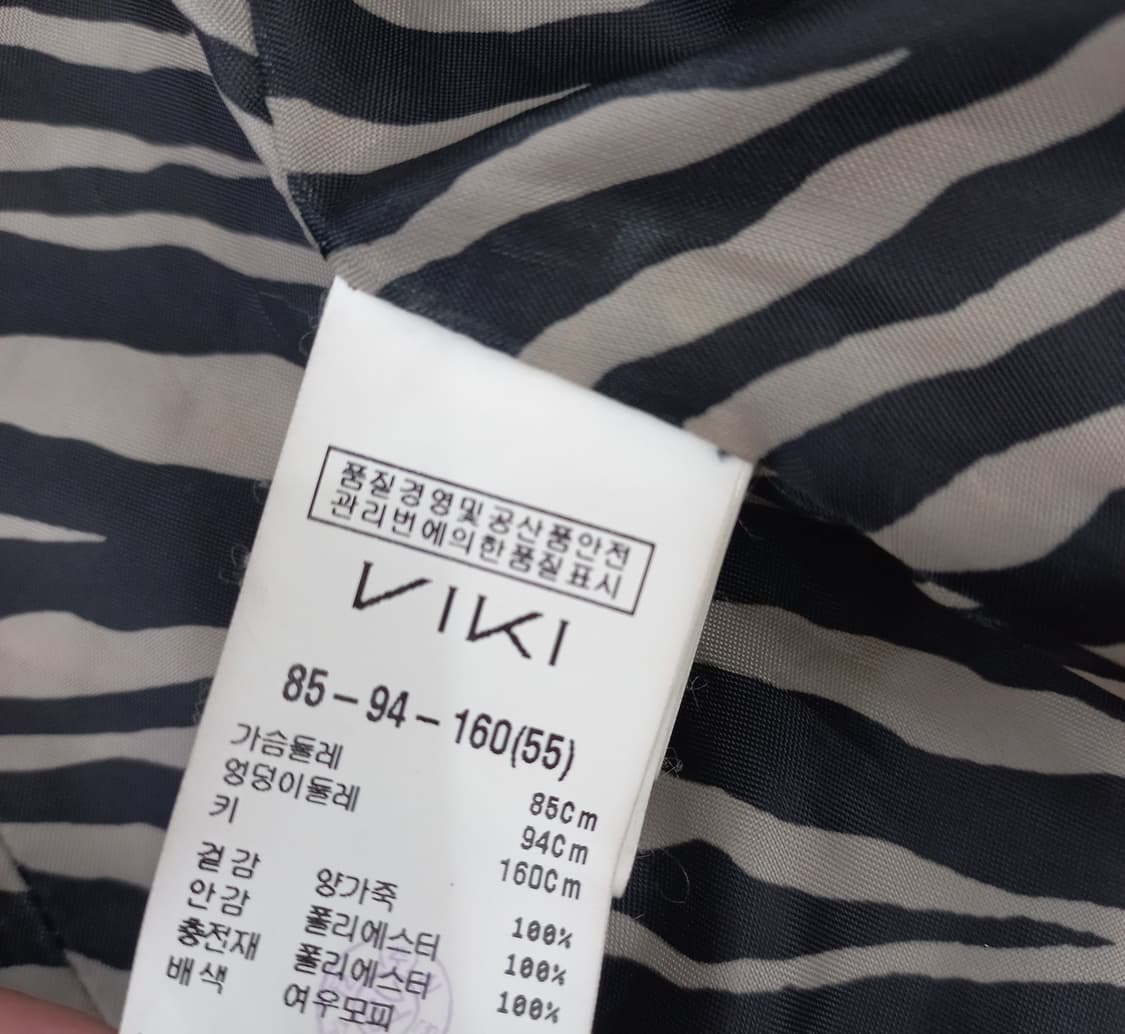 품질경영및공산품안전
관리번에의한품질표시
VIKI
85-94-160(55)
가슴둘레 85Cm
엉덩이둘레 94Cm
키 160Cm
겉감 양가죽 100%
안감 폴리에스터 100%
충전재 폴리에스터 100%
배색 여우모피